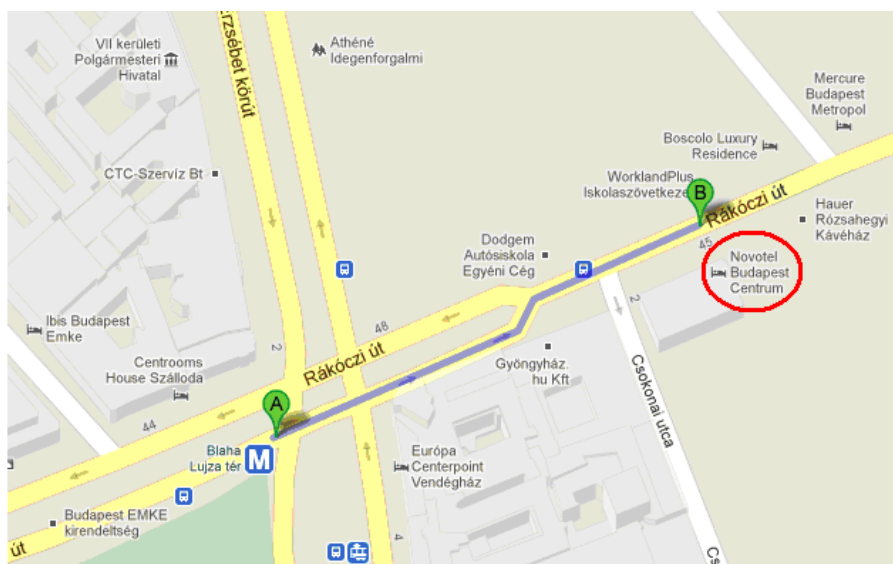 VII kerületi
Polgármesteri
Hivatal
Erzsébet körút
Athéné
Idegenforgalmi
Mercure
Budapest
Metropol
Boscolo Luxury
Residence
CTC-Szervíz Bt
WorklandPlus
Iskolaszövetkeze
B
Rákóczi út
Hauer
Rózsahegyi
Kávéház
45
Dodgem
Autósiskola
Egyéni Cég
Novotel
Budapest
Centrum
2
Ibis Budapest
Emke
2
48
Rákóczi út
Centrooms
House Szálloda
Gyöngyház.
hu Kft
Csokonai utca
A
44
Blaha
Lujza tér
M
Európa
Centerpoint
Vendégház
Budapest EMKE
kirendeltség
út
4
Cs